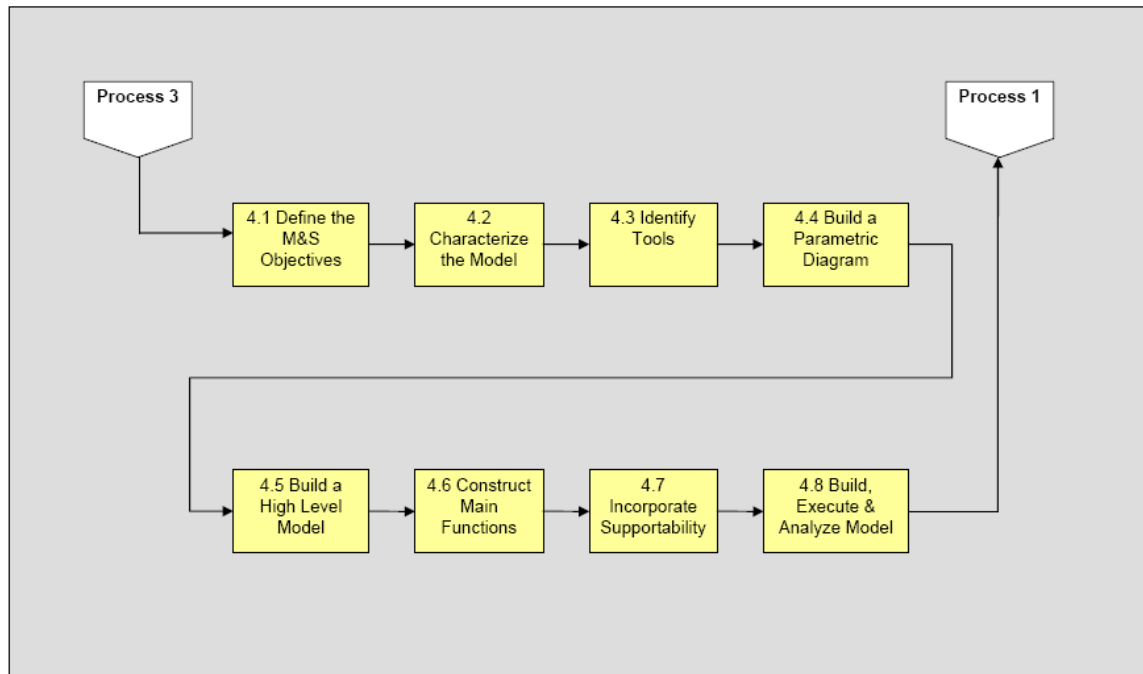 Process 3
Process 1
4.1 Define the
M&S
Objectives
4.2
Characterize
the Model
4.3 Identify
Tools
4.4 Build a
Parametric
Diagram
4.5 Build a
High Level
Model
4.6 Construct
Main
Functions
4.7
Incorporate
Supportability
4.8 Build,
Execute &
Analyze Model